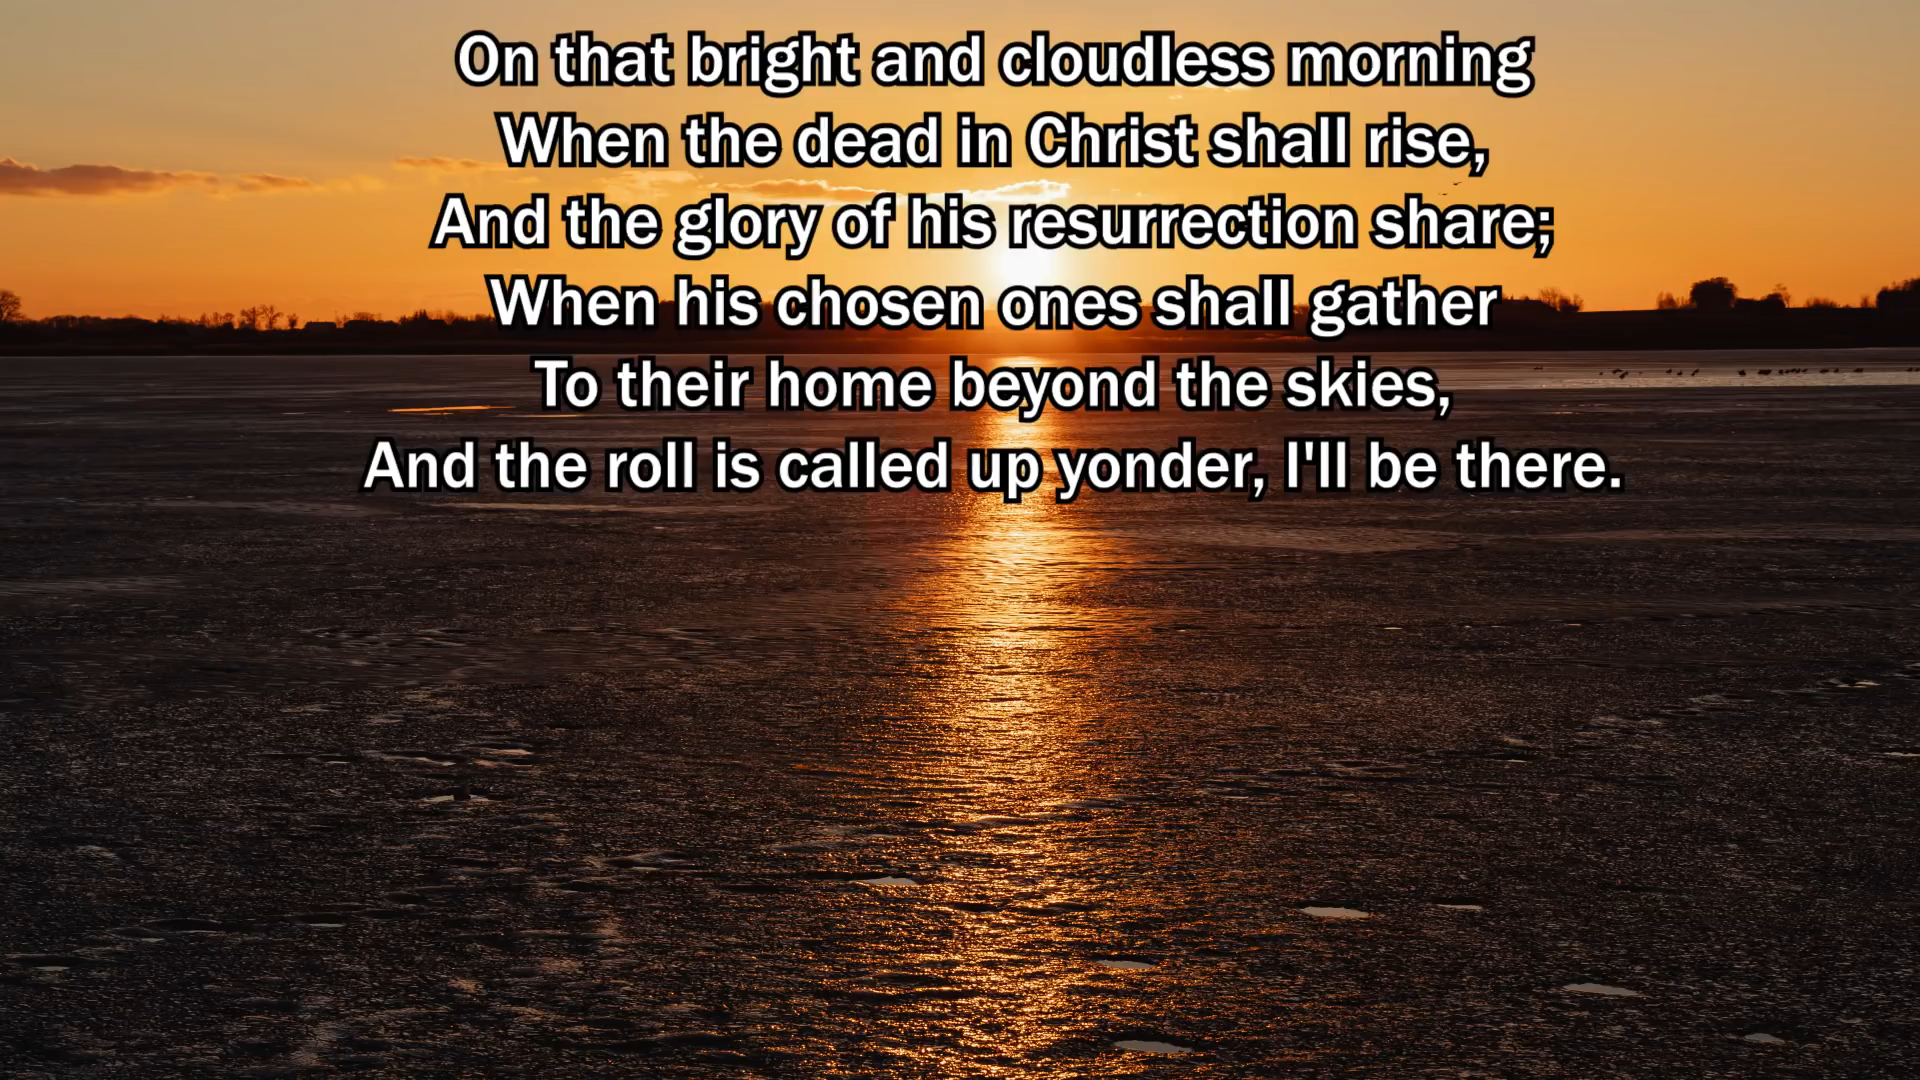 On that bright and cloudless morning
When the dead in Christ shall rise,
And the glory of his resurrection share;
When his chosen ones shall gather
To their home beyond the skies,
And the roll is called up yonder, I'll be there.